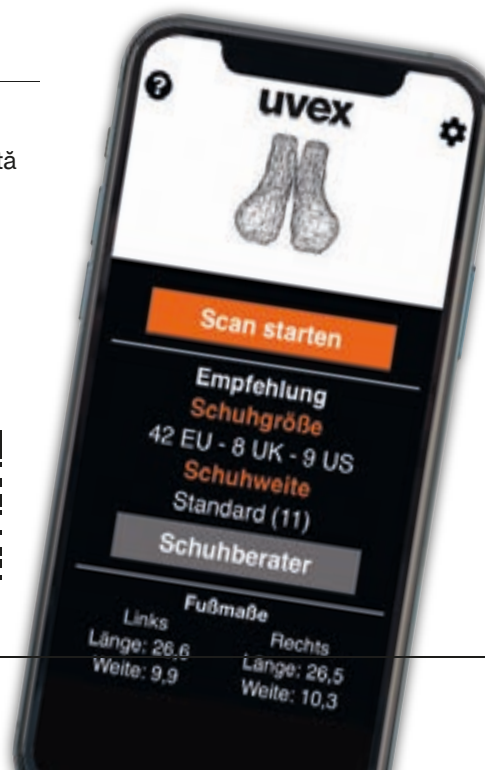 uvex
tă
Scan starten
Empfehlung
Schuhgröße
42 EU - 8 UK - 9 US
Schuhweite
Standard (11)
Schuhberater
Fußmaße
Links
Länge: 26,6
Weite: 9,9
Rechts
Länge: 26,5
Weite: 10,3